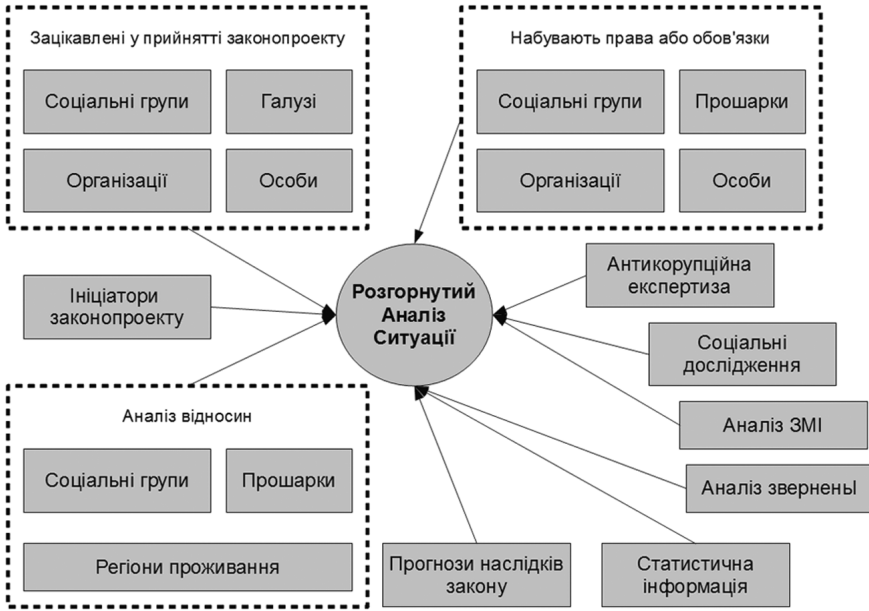 Зацікавлені у прийнятті законопроекту
Соціальні групи
Галузі
Організації
Особи
Набувають права або обов'язки
Соціальні групи
Прошарки
Організації
Особи
Ініціатори
законопроекту
Розгорнутий
Аналіз
Ситуації
Антикорупційна
експертиза
Соціальні
дослідження
Аналіз ЗМІ
Аналіз зверненЫ
Аналіз відносин
Соціальні групи
Прошарки
Регіони проживання
Прогнози наслідків
закону
Статистична
інформація